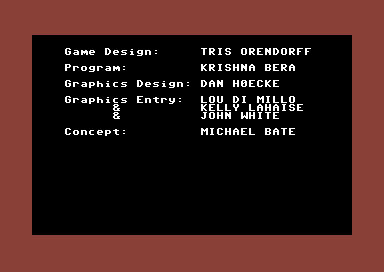 Game Design: TRIS ORENDORFF
Program: KRISHNA BERA
Graphics Design: DAN HOECKE
Graphics Entry: LOU DI MILLO
& KELLY LAHAISE
& JOHN WHITE
Concept: MICHAEL BATE